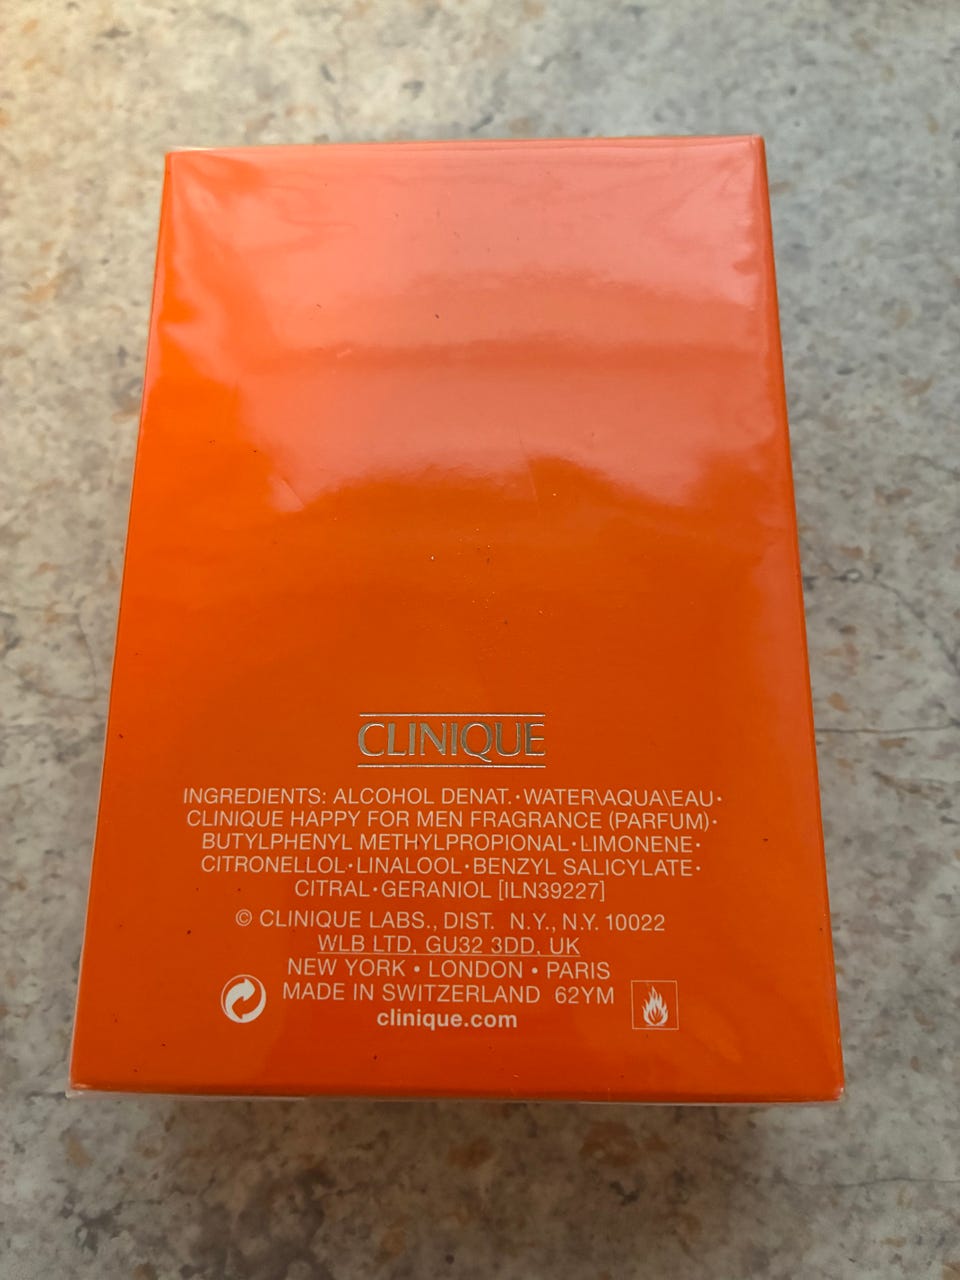 CLINIQUE
INGREDIENTS: ALCOHOL DENAT.·WATER\AQUA\EAU·
CLINIQUE HAPPY FOR MEN FRAGRANCE (PARFUM)·
BUTYLPHENYL METHYLPROPIONAL·LIMONENE·
CITRONELLOL·LINALOOL·BENZYL SALICYLATE·
CITRAL·GERANIOL [ILN39227]
© CLINIQUE LABS., DIST. N.Y., N.Y. 10022
WLB LTD, GU32 3DD, UK
NEW YORK • LONDON • PARIS
MADE IN SWITZERLAND 62YM
clinique.com